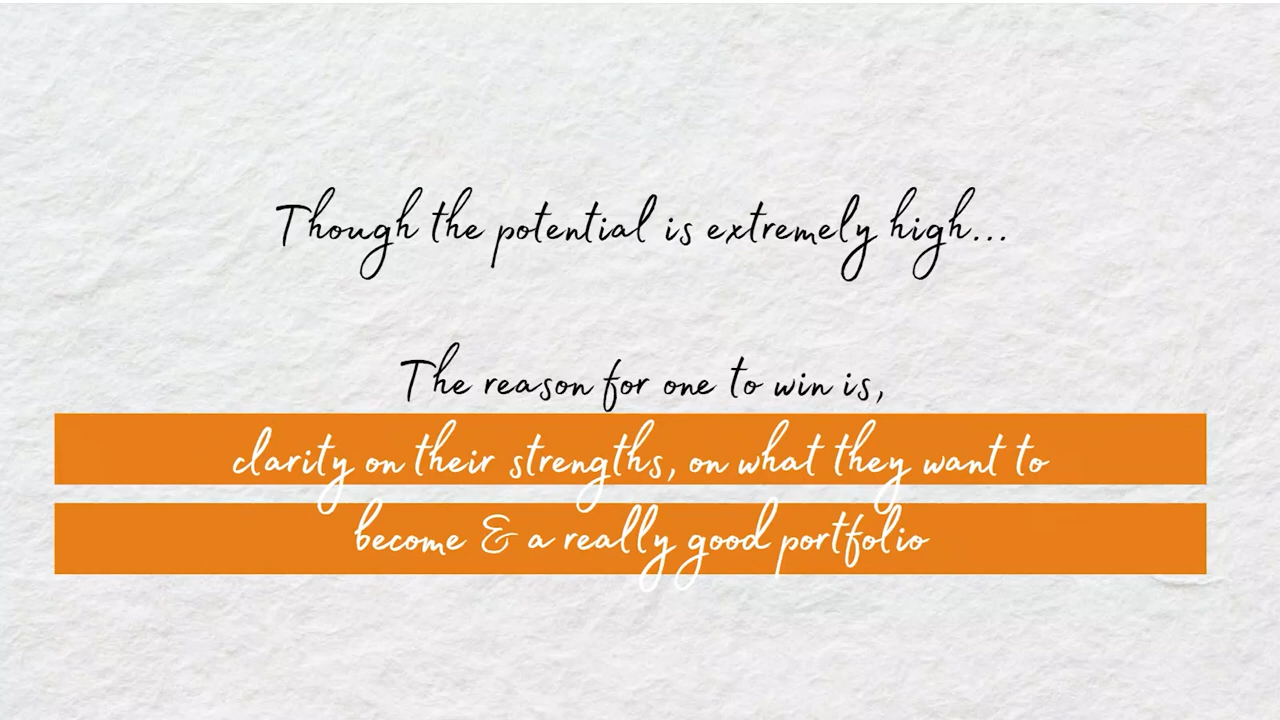 Though the potential is extremely high...
The reason for one to win is,
clarity on their strengths, on what they want to
become & a really good portfolio